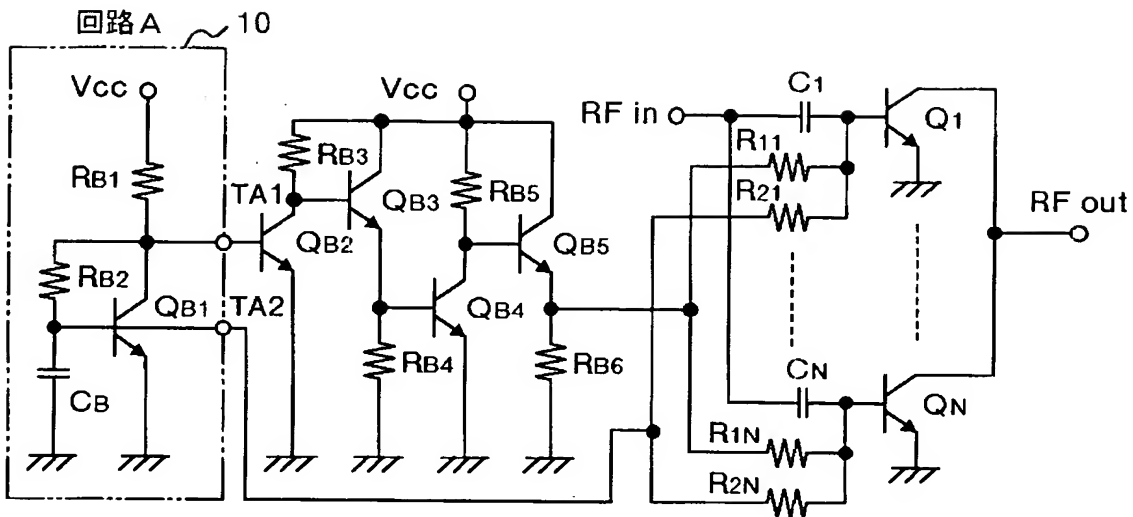 回路A
10
Vcc
RB1
RB2
QB1
CB
TA1
TA2
QB2
RB3
Vcc
QB3
RB4
RB5
QB4
QB5
RB6
RF in
C1
Q1
R11
R21
RF out
CN
QN
R1N
R2N